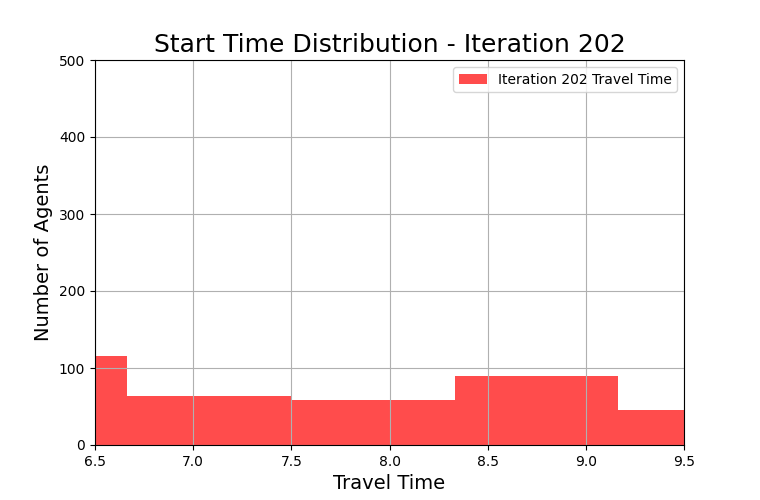 Start Time Distribution - Iteration 202
Iteration 202 Travel Time
Number of Agents
500
400
300
200
100
0
6.5 7.0 7.5 8.0 8.5 9.0 9.5
Travel Time